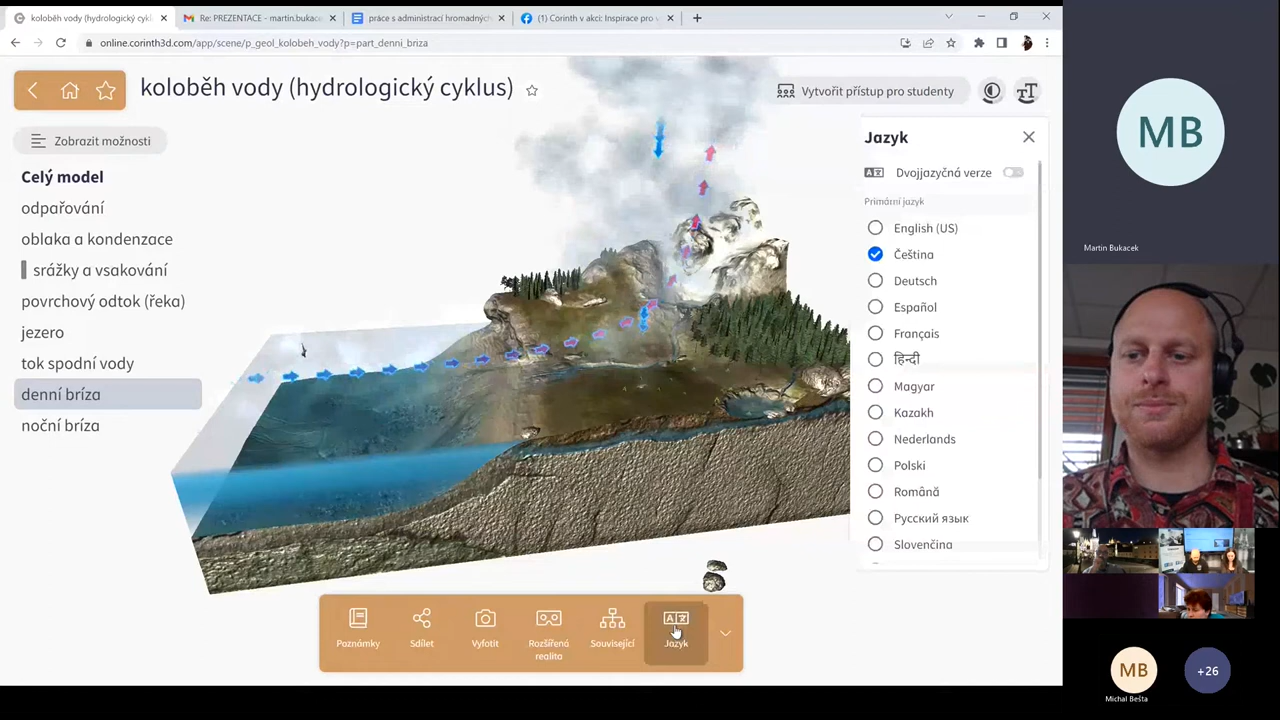 koloběh vody (hydrologický cykl
Re: PREZENTACE - martin.bukace
práce s administrací hromadných
(1) Corinth v akci: Inspirace pro v
online.corinth3d.com/app/scene/p_geol_kolobeh_vody?p=part_denni_briza
koloběh vody (hydrologický cyklus)
Vytvořit přístup pro studenty
TT
Zobrazit možnosti
Celý model
odpařování
oblaka a kondenzace
srážky a vsakování
povrchový odtok (řeka)
jezero
tok spodní vody
denní bríza
noční bríza
Jazyk
Dvojjazyčná verze
Primární jazyk
English (US)
Čeština
Deutsch
Español
Français
हिन्दी
Magyar
Kazakh
Nederlands
Polski
Română
Русский язык
Slovenčina
Poznámky
Sdílet
Vyfotit
Rozšířená
realita
Související
Jazyk
MB
Martin Bukacek
MB
+26
Michal Bešta